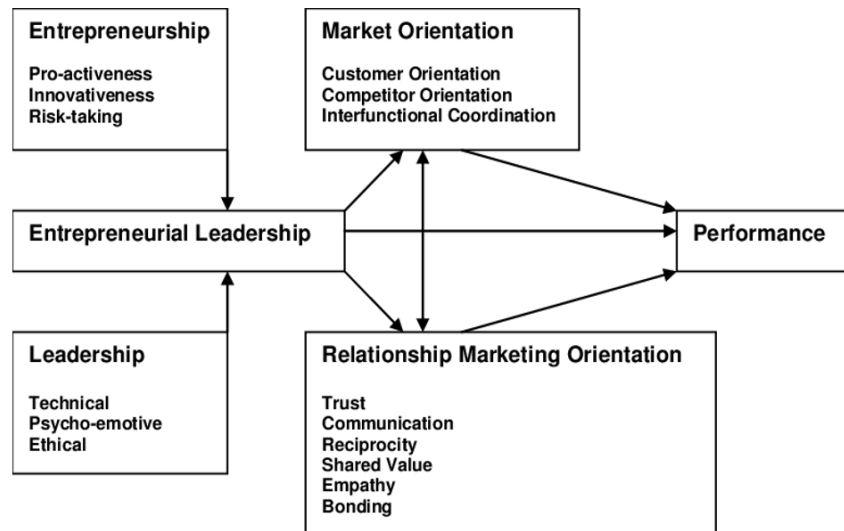 Entrepreneurship
Pro-activeness
Innovativeness
Risk-taking
Market Orientation
Customer Orientation
Competitor Orientation
Interfunctional Coordination
Entrepreneurial Leadership
Performance
Leadership
Technical
Psycho-emotive
Ethical
Relationship Marketing Orientation
Trust
Communication
Reciprocity
Shared Value
Empathy
Bonding